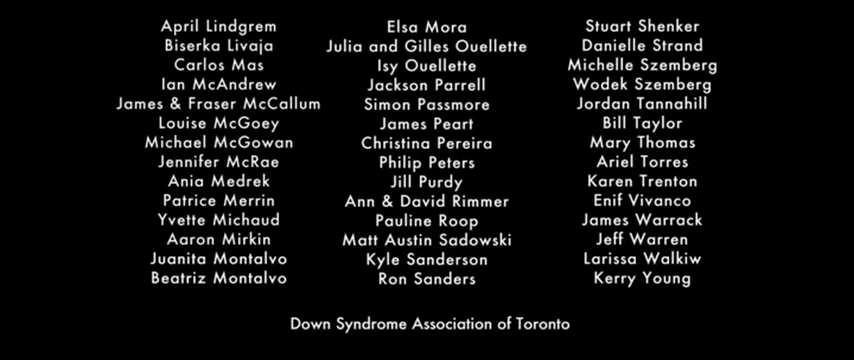 April Lindgrem
Biserka Livaja
Carlos Mas
Ian McAndrew
James & Fraser McCallum
Louise McGoey
Michael McGowan
Jennifer McRae
Ania Medrek
Patrice Merrin
Yvette Michaud
Aaron Mirkin
Juanita Montalvo
Beatriz Montalvo
Elsa Mora
Julia and Gilles Ouellette
Isy Ouellette
Jackson Parrell
Simon Passmore
James Peart
Christina Pereira
Philip Peters
Jill Purdy
Ann & David Rimmer
Pauline Roop
Matt Austin Sadowski
Kyle Sanderson
Ron Sanders
Stuart Shenker
Danielle Strand
Michelle Szemberg
Wodek Szemberg
Jordan Tannahill
Bill Taylor
Mary Thomas
Ariel Torres
Karen Trenton
Enif Vivanco
James Warrack
Jeff Warren
Larissa Walkiw
Kerry Young
Down Syndrome Association of Toronto